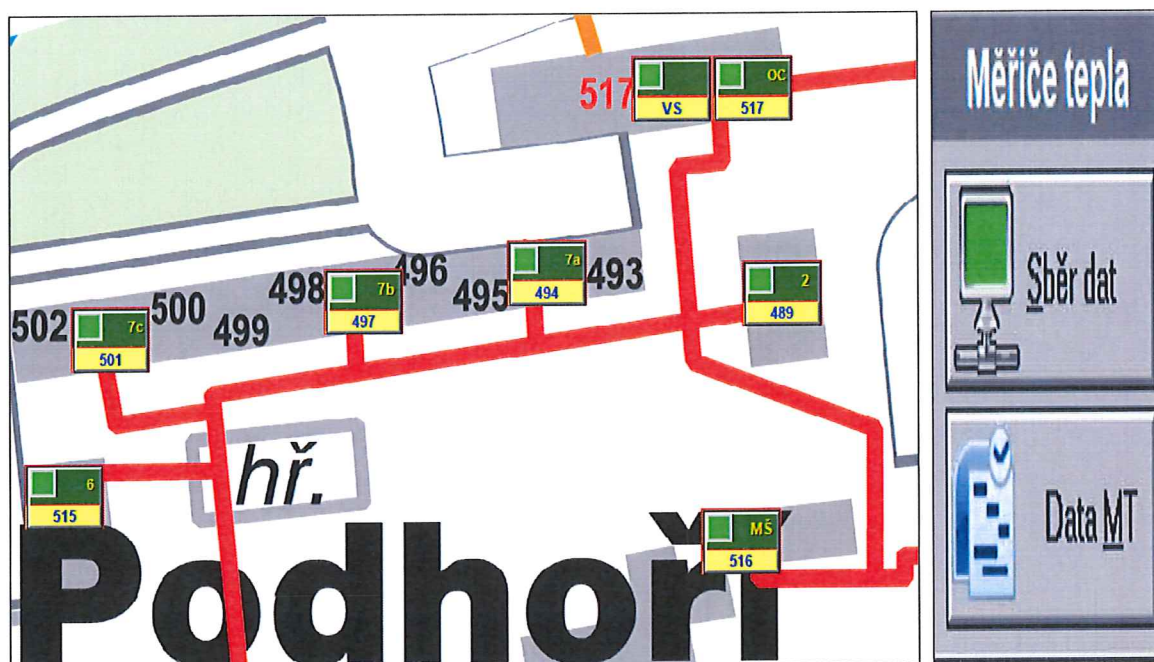 517
VS
OC
517
7a
494
493
495
496
7b
497
498
499
500
7c
501
502
2
489
6
515
hř.
MŠ
516
Podhoří
Měřiče tepla
Sběr dat
Data MT